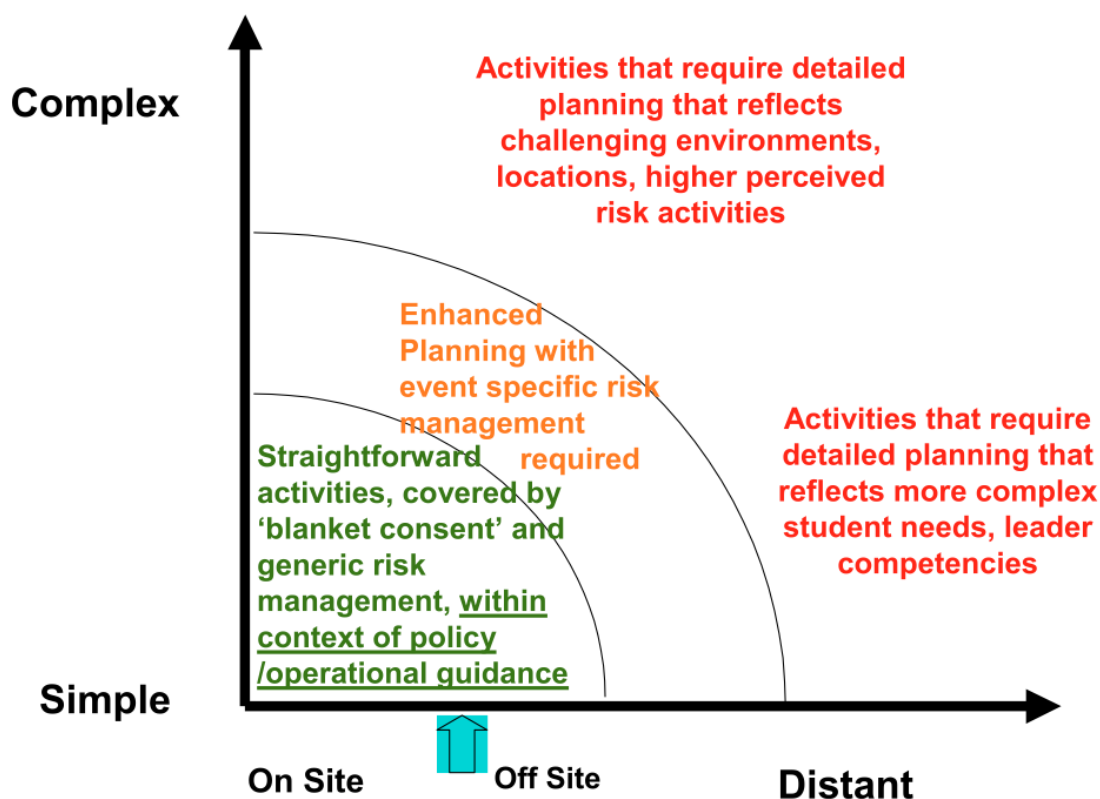 Complex
Activities that require detailed
planning that reflects
challenging environments,
locations, higher perceived
risk activities
Enhanced
Planning with
event specific risk
management
required
Straightforward
activities, covered by
‘blanket consent’ and
generic risk
management, within
context of policy
/operational guidance
Activities that require
detailed planning that
reflects more complex
student needs, leader
competencies
Simple
On Site
Off Site
Distant